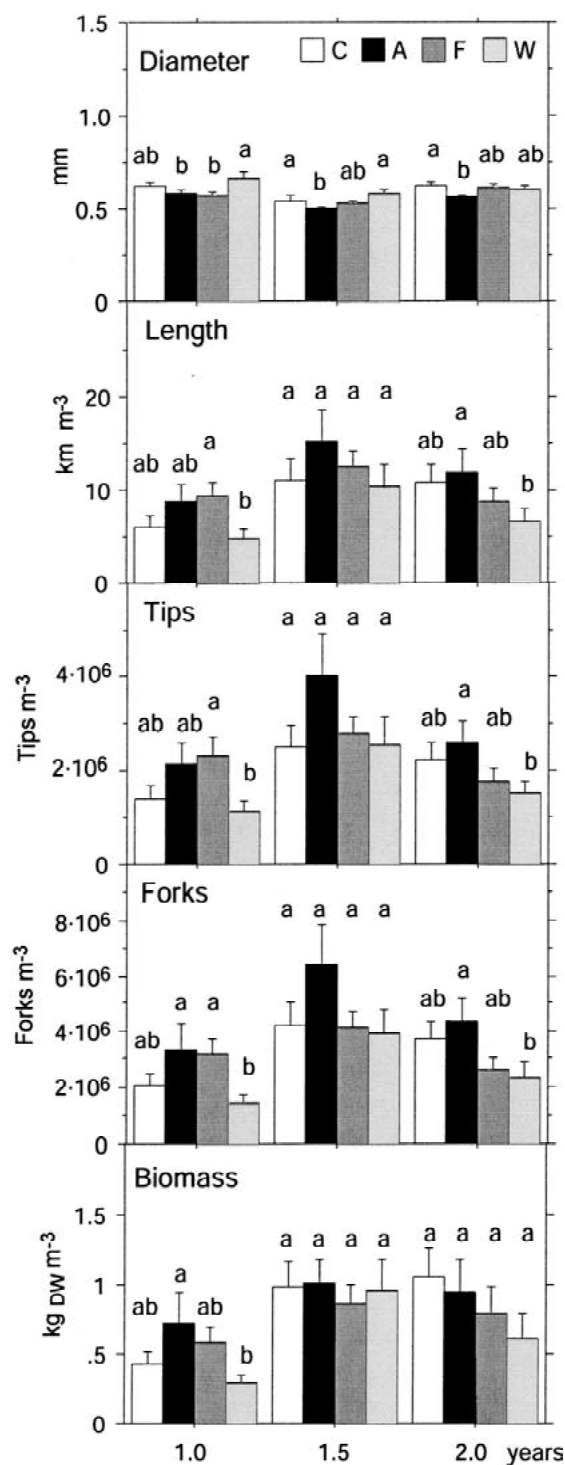 1.5
Diameter C A F W
1.0
a
ab b b a b ab a a b ab ab
mm
0.5
0
Length
20
a a a a
a
km m-3
ab ab a b ab ab b
10
0
Tips
a a a a
4·10⁶
Tips m-3
ab ab a b ab a ab b
2·10⁶
0
Forks
8·10⁶
a a a a
6·10⁶
Forks m-3
ab a a b ab a ab b
4·10⁶
2·10⁶
0
Biomass
1.5
a a a a a a a a
kg DW m-3
1
ab a ab b
.5
0
1.0 1.5 2.0 years